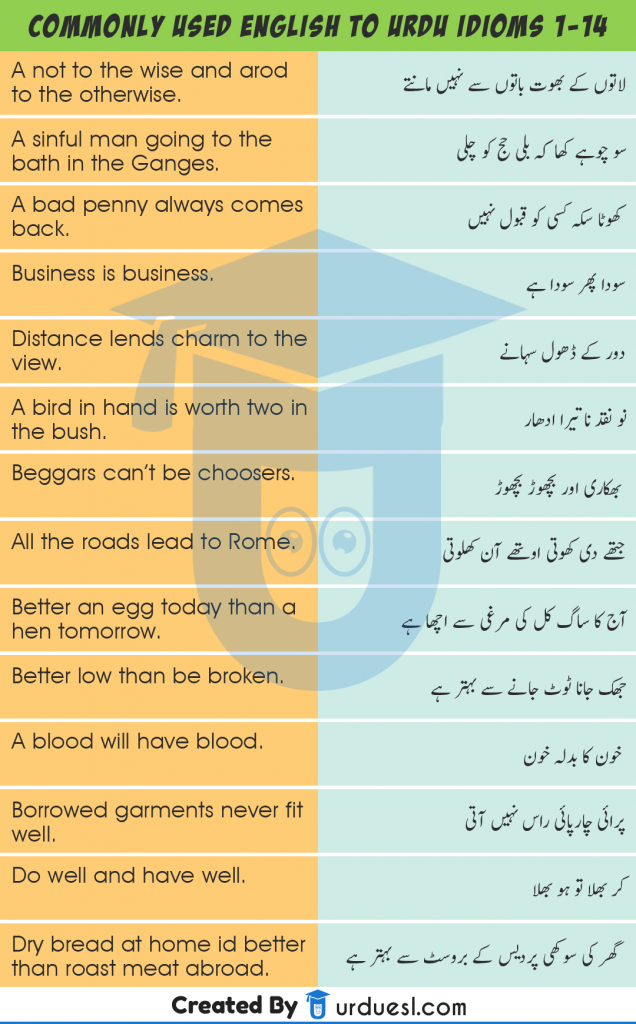 COMMONLY USED ENGLISH TO URDU IDIOMS 1-14
A not to the wise and arod
to the otherwise.
لاتوں کے بھوت باتوں سے نہیں مانتے
A sinful man going to the
bath in the Ganges.
سو چوہے کھا کہ بلی حج کو چلی
A bad penny always comes
back.
کھوٹا سکہ کسی کو قبول نہیں
Business is business.
سودا پھر سودا ہے
Distance lends charm to the
view.
دور کے ڈھول سہانے
A bird in hand is worth two in
the bush.
نو نقد نا تیرا ادھار
Beggars can't be choosers.
بھکاری اور بچھوڑ بچھوڑ
All the roads lead to Rome.
جتھے دی کھوتی اوتھے آن کھلوتی
Better an egg today than a
hen tomorrow.
آج کا ساگ کل کی مرغی سے اچھا ہے
Better low than be broken.
جھک جانا ٹوٹ جانے سے بہتر ہے
A blood will have blood.
خون کا بدلہ خون
Borrowed garments never fit
well.
پرائی چارپائی راس نہیں آتی
Do well and have well.
کر بھلا تو ہو بھلا
Dry bread at home id better
than roast meat abroad.
گھر کی سوکھی پردیس کے بروسٹ سے بہتر ہے
Created By urduesl.com